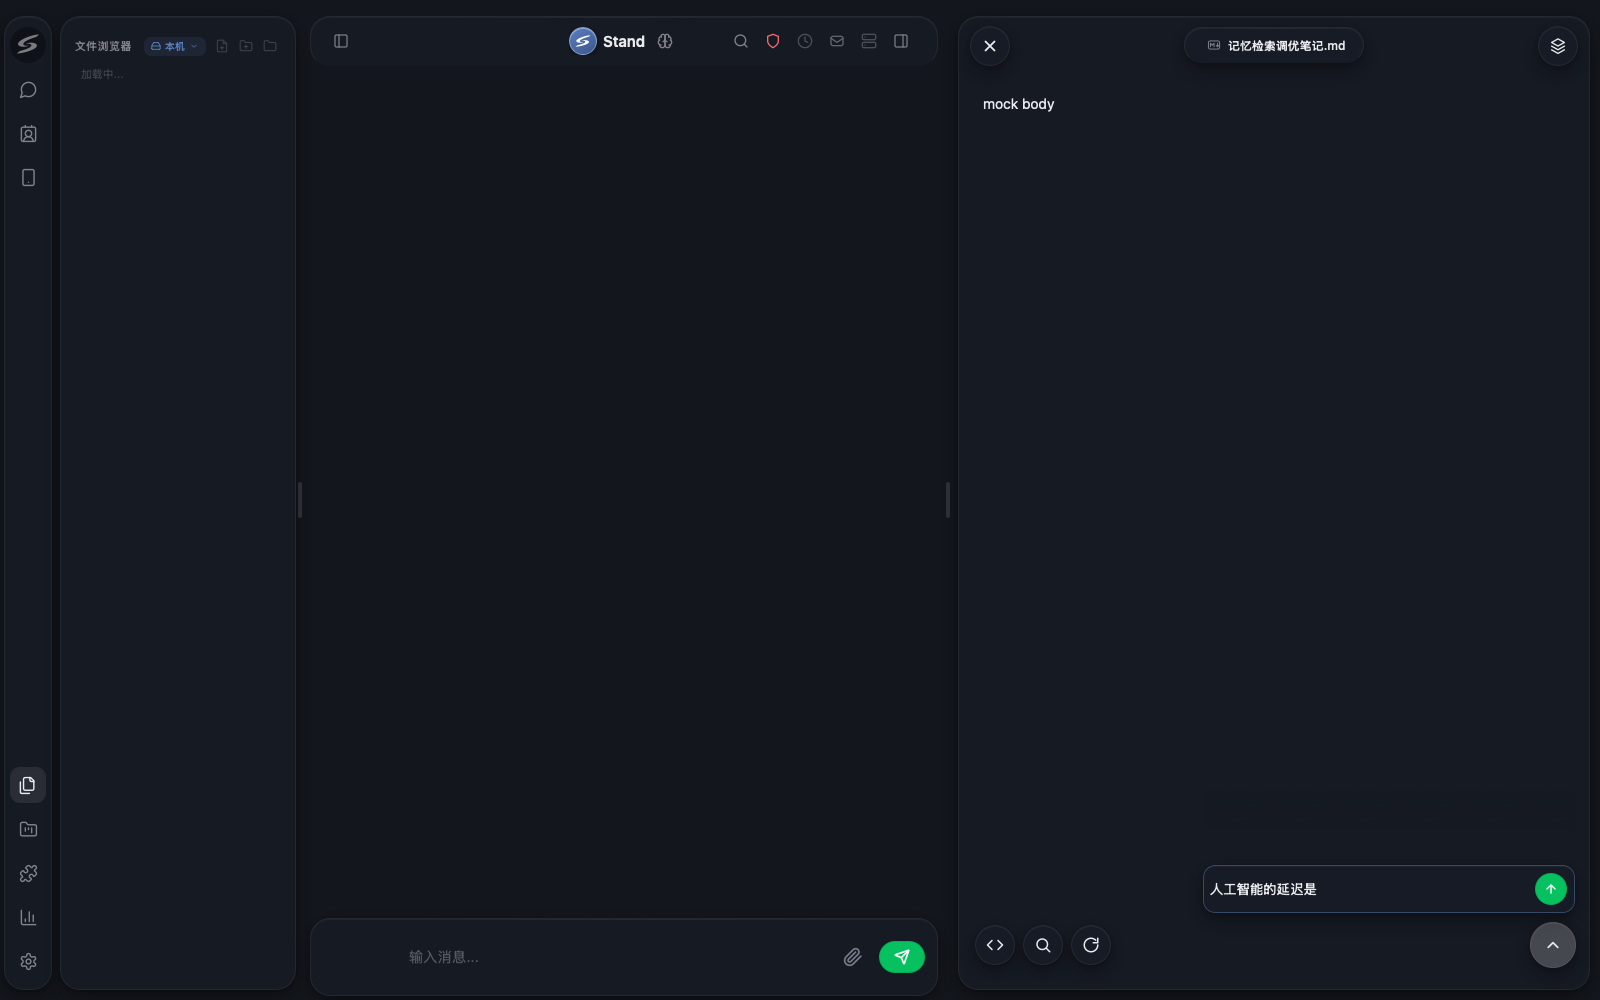 文件浏览器
本机
加载中...
Stand
输入消息...
记忆检索调优笔记.md
mock body
人工智能的延迟是